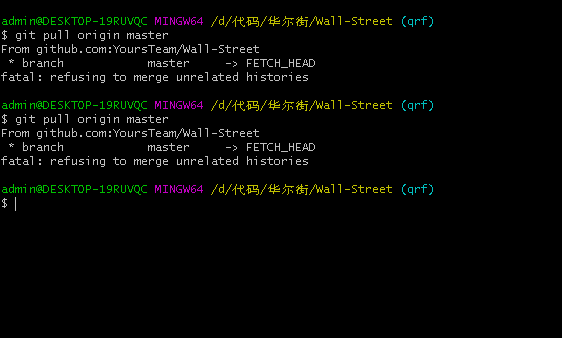 admin@DESKTOP-19RUVQC MINGW64 /d/代码/华尔街/Wall-Street (qrf)
$ git pull origin master
From github.com:YoursTeam/Wall-Street
 * branch            master     -> FETCH_HEAD
fatal: refusing to merge unrelated histories
admin@DESKTOP-19RUVQC MINGW64 /d/代码/华尔街/Wall-Street (qrf)
$ git pull origin master
From github.com:YoursTeam/Wall-Street
 * branch            master     -> FETCH_HEAD
fatal: refusing to merge unrelated histories
admin@DESKTOP-19RUVQC MINGW64 /d/代码/华尔街/Wall-Street (qrf)
$